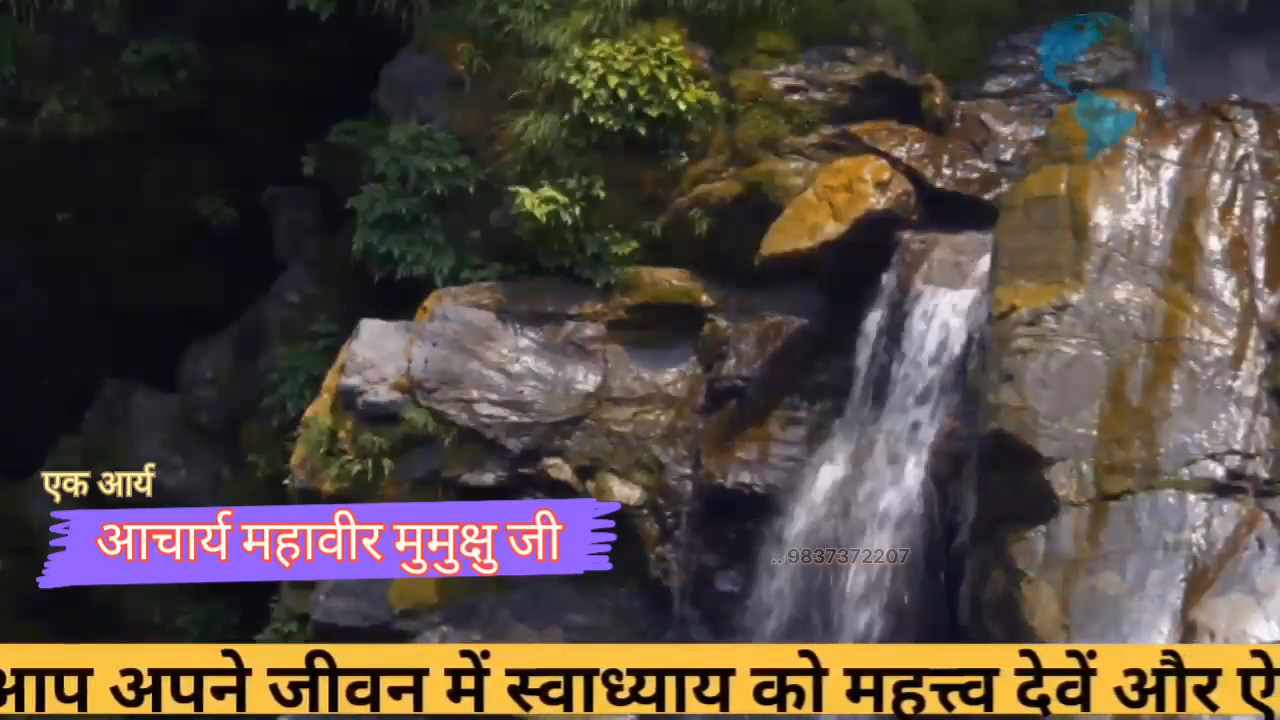 एक आर्य
आचार्य महावीर मुमुक्षु जी
..9837372207
आप अपने जीवन में स्वाध्याय को महत्त्व देवें और ऐ